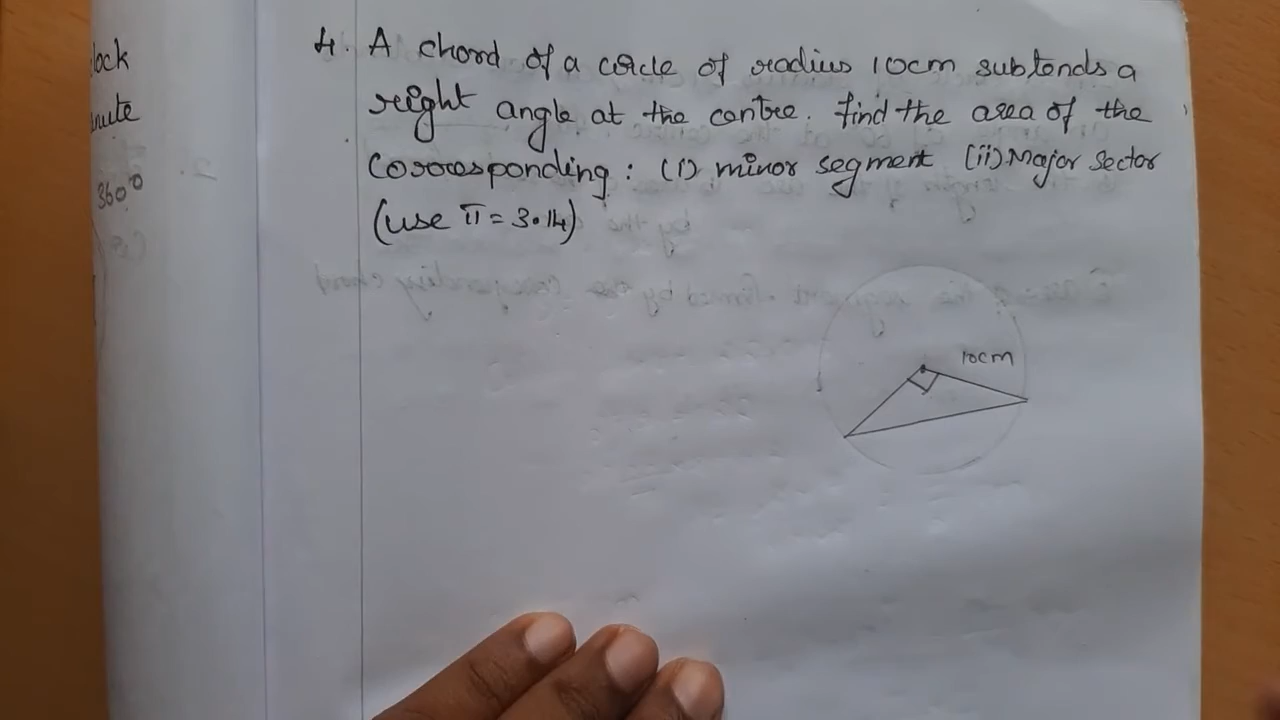 lock
nute
360°
4. A chord of a circle of radius 10cm subtends a
right angle at the centre. find the area of the
corresponding: (i) minor segment (ii) Major sector
(use π = 3.14)
10cm